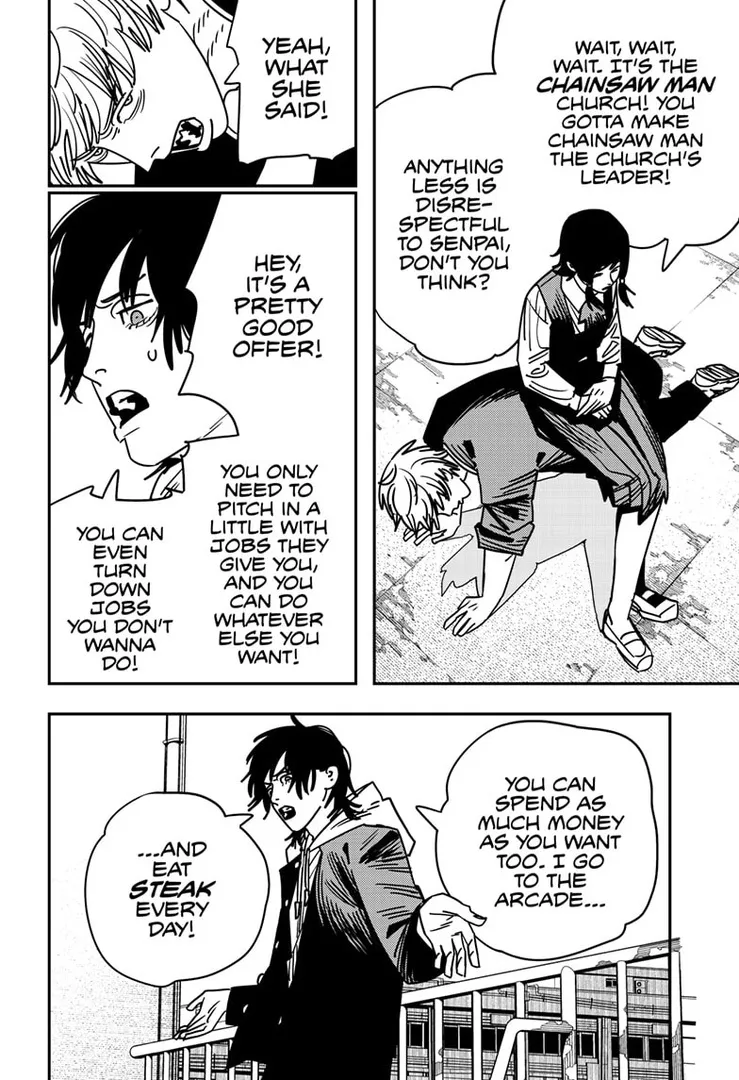 WAIT, WAIT,
WAIT. IT'S THE
CHAINSAW MAN
CHURCH! YOU
GOTTA MAKE
CHAINSAW MAN
THE CHURCH'S
LEADER!
ANYTHING
LESS IS
DISRE-
SPECTFUL
TO SENPAI,
DON'T YOU
THINK?
YEAH,
WHAT
SHE
SAID!
HEY,
IT'S A
PRETTY
GOOD
OFFER!
YOU ONLY
NEED TO
PITCH IN A
LITTLE WITH
JOBS THEY
GIVE YOU,
AND YOU
CAN DO
WHATEVER
ELSE YOU
WANT!
YOU CAN
EVEN
TURN
DOWN
JOBS
YOU DON'T
WANNA
DO!
YOU CAN
SPEND AS
MUCH MONEY
AS YOU WANT
TOO. I GO
TO THE
ARCADE...
...AND
EAT
STEAK
EVERY
DAY!